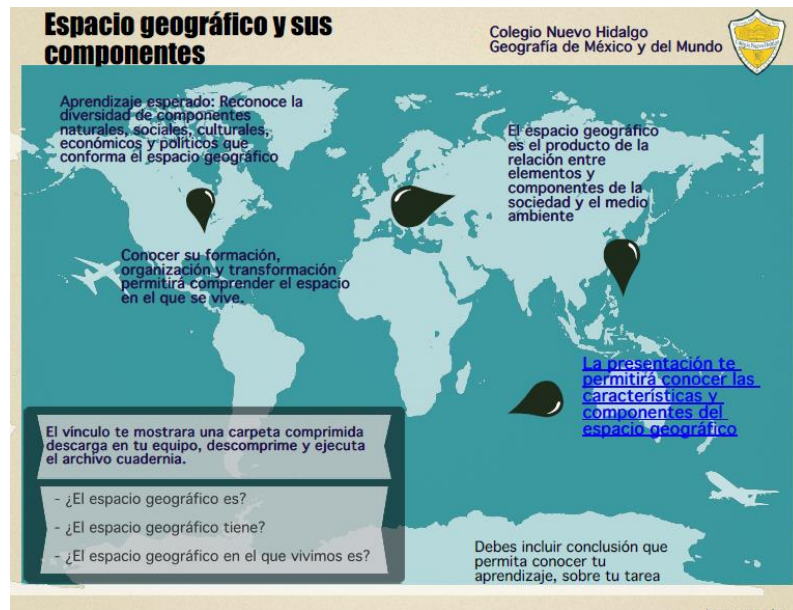 Espacio geográfico y sus
componentes
Colegio Nuevo Hidalgo
Geografía de México y del Mundo
Aprendizaje esperado: Reconoce la
diversidad de componentes
naturales, sociales, culturales,
económicos y políticos que
conforma el espacio geográfico
El espacio geográfico
es el producto de la
relación entre
elementos y
componentes de la
sociedad y el medio
ambiente
Conocer su formación,
organización y transformación
permitirá comprender el espacio
en el que se vive.
La presentación te
permitirá conocer las
características y
componentes del
espacio geográfico
El vínculo te mostrara una carpeta comprimida
descarga en tu equipo, descomprime y ejecuta
el archivo cuadernia.
- ¿El espacio geográfico es?
- ¿El espacio geográfico tiene?
- ¿El espacio geográfico en el que vivimos es?
Debes incluir conclusión que
permita conocer tu
aprendizaje, sobre tu tarea